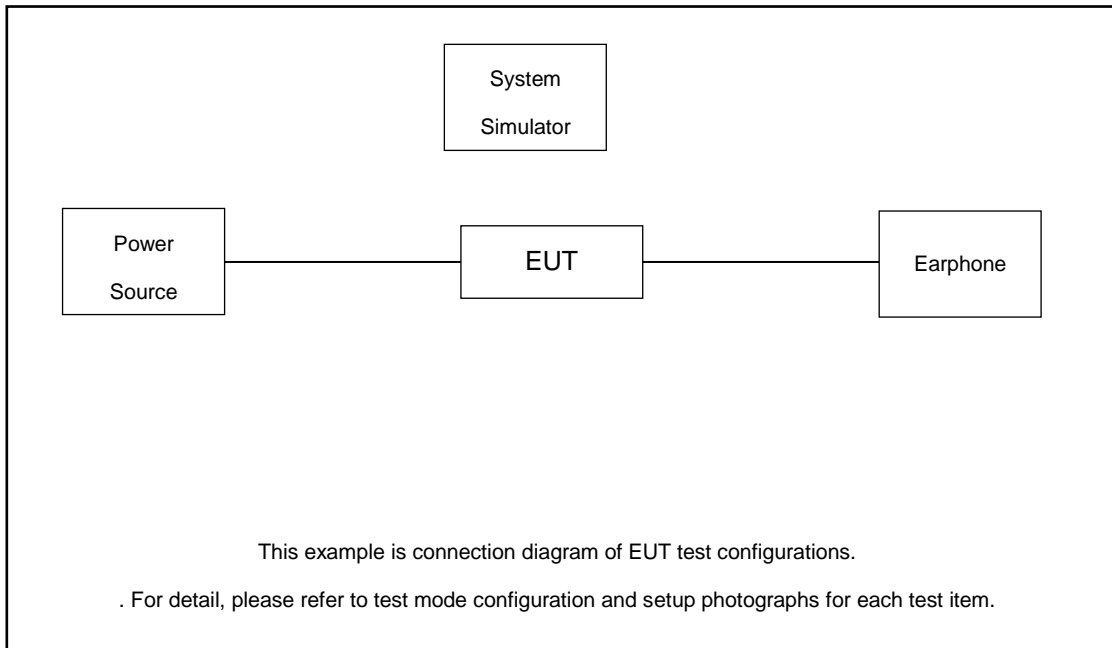 System
Simulator
Power
Source
EUT
Earphone
This example is connection diagram of EUT test configurations.
. For detail, please refer to test mode configuration and setup photographs for each test item.